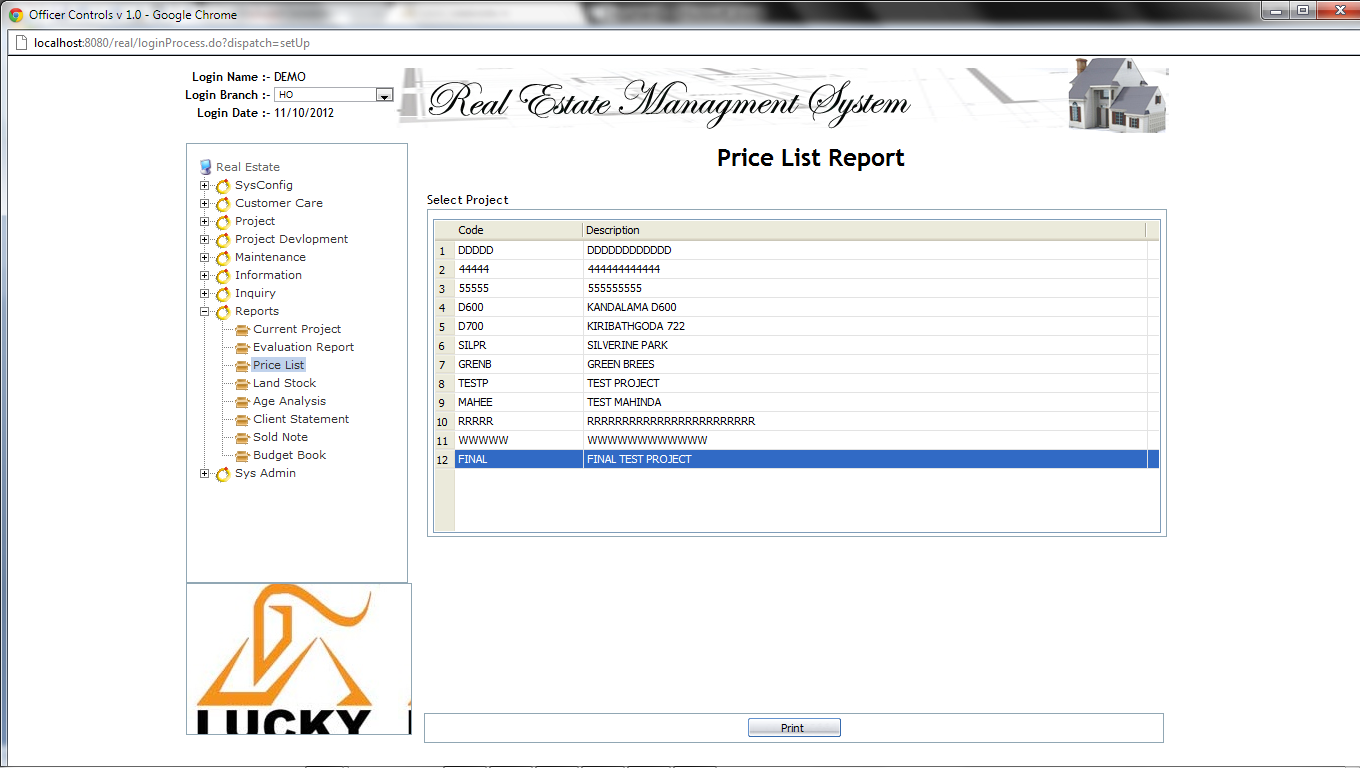 Officer Controls v 1.0 - Google Chrome
localhost:8080/real/loginProcess.do?dispatch=setUp
Login Name :- DEMO
Login Branch :- HO
Login Date :- 11/10/2012
Real Estate Managment System
Real Estate
SysConfig
Customer Care
Project
Project Devlopment
Maintenance
Information
Inquiry
Reports
Current Project
Evaluation Report
Price List
Land Stock
Age Analysis
Client Statement
Sold Note
Budget Book
Sys Admin
LUCKY
Price List Report
Select Project
Code Description
1 DDDDD DDDDDDDDDDDD
2 44444 444444444444
3 55555 555555555
4 D600 KANDALAMA D600
5 D700 KIRIBATHGODA 722
6 SILPR SILVERINE PARK
7 GRENB GREEN BREES
8 TESTP TEST PROJECT
9 MAHEE TEST MAHINDA
10 RRRRR RRRRRRRRRRRRRRRRRRRRRRRR
11 WWWWW WWWWWWWWWWWW
12 FINAL FINAL TEST PROJECT
Print